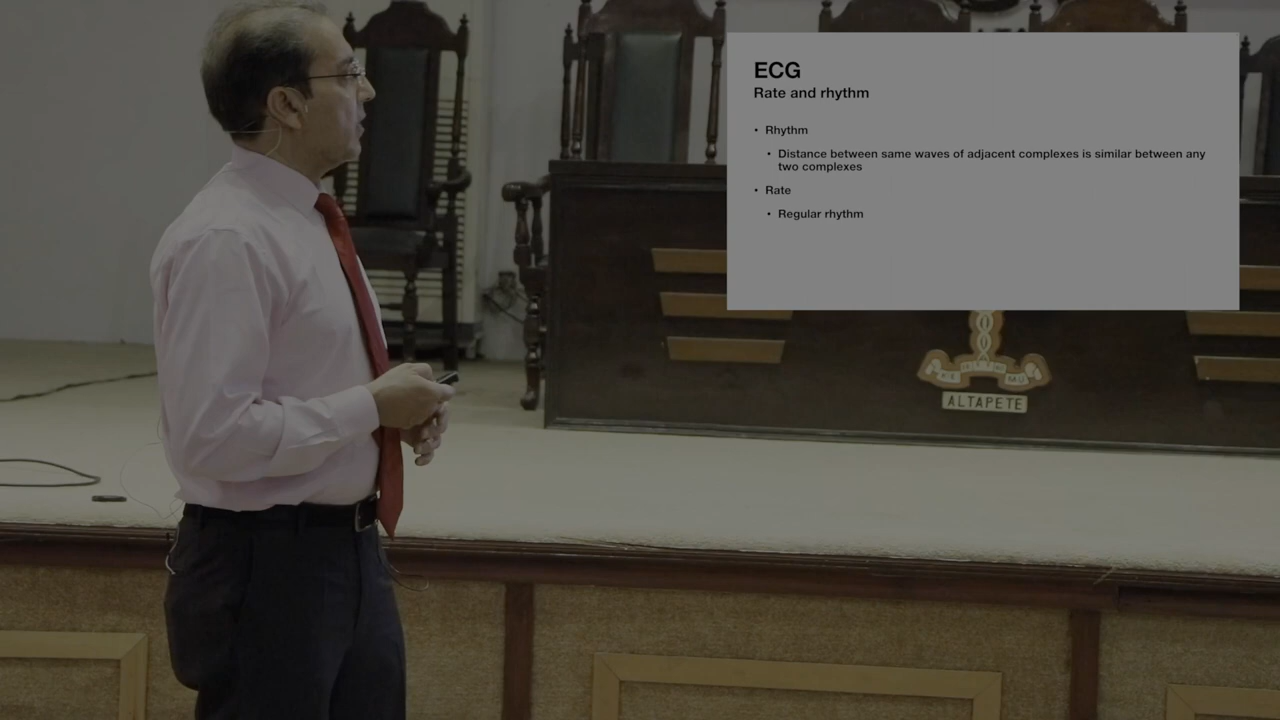 ECG
Rate and rhythm
• Rhythm
• Distance between same waves of adjacent complexes is similar between any
two complexes
• Rate
• Regular rhythm
ALTAPETE